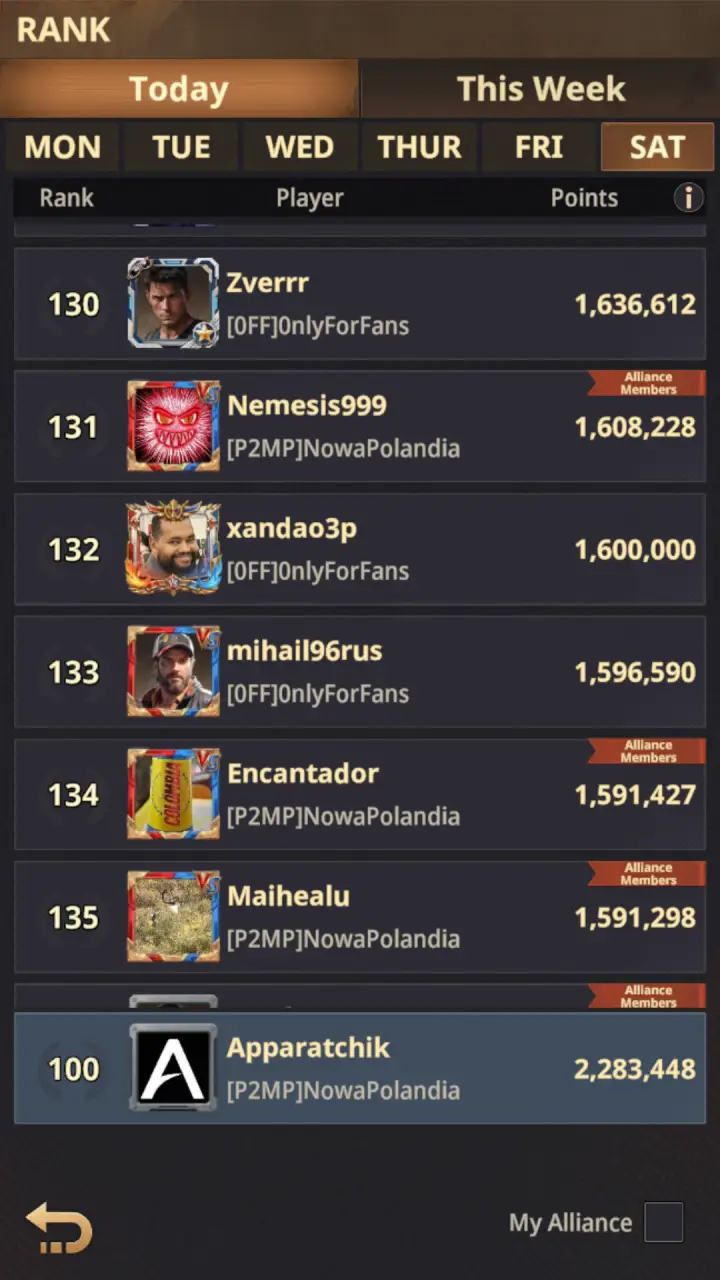 RANK
Today
This Week
MON TUE WED THUR FRI SAT
Rank Player Points i
130
Zverrr
[0FF]0nlyForFans
1,636,612
Alliance
Members
131
Nemesis999
[P2MP]NowaPolandia
1,608,228
132
xandao3p
[0FF]0nlyForFans
1,600,000
133
mihail96rus
[0FF]0nlyForFans
1,596,590
Alliance
Members
134
COLOMBIA
Encantador
[P2MP]NowaPolandia
1,591,427
Alliance
Members
135
Maihealu
[P2MP]NowaPolandia
1,591,298
Alliance
Members
100
A
Apparatchik
[P2MP]NowaPolandia
2,283,448
My Alliance